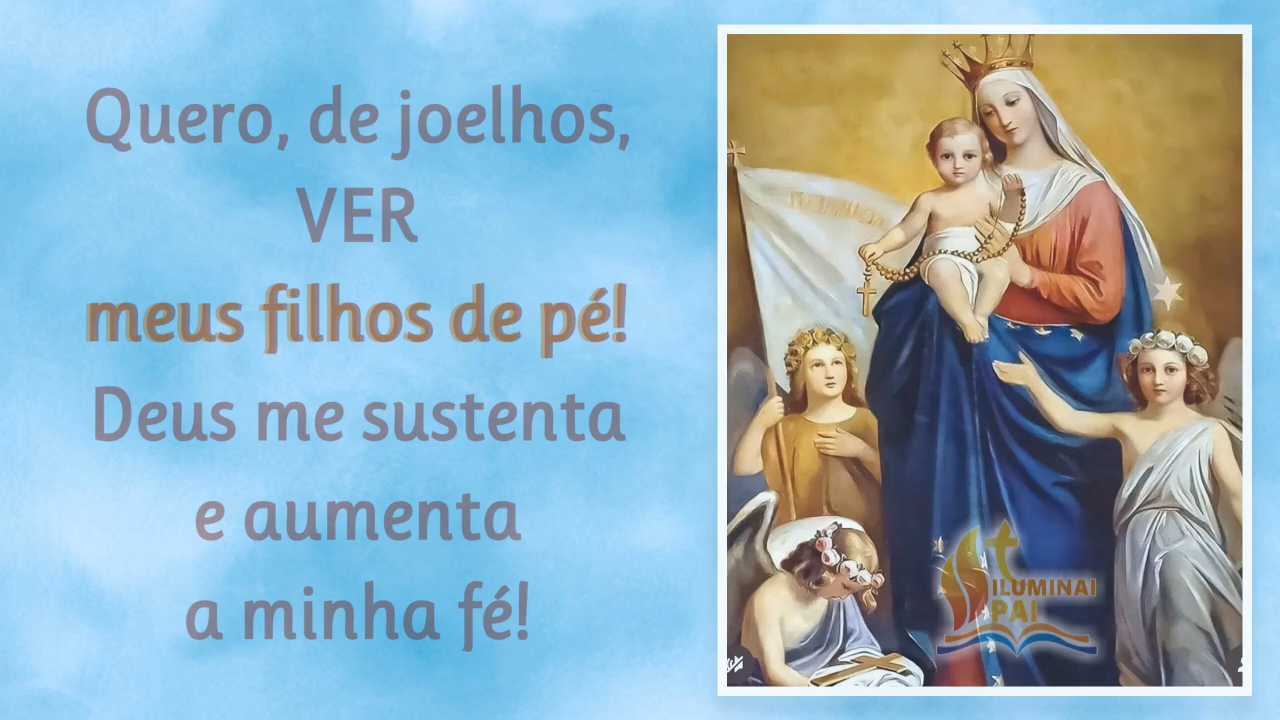 Quero, de joelhos,
VER
meus filhos de pé!
Deus me sustenta
e aumenta
a minha fé!
ILUMINAI
PAI